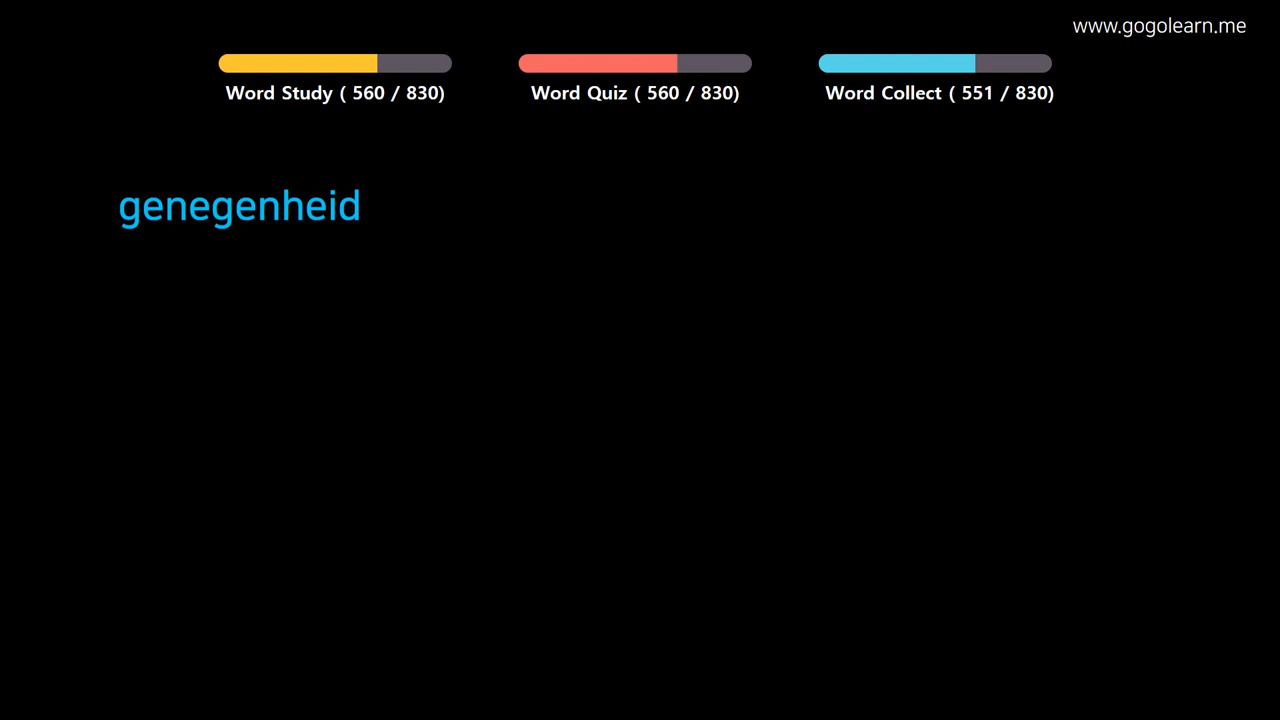 www.gogolearn.me
Word Study ( 560 / 830)
Word Quiz ( 560 / 830)
Word Collect ( 551 / 830)
genegenheid